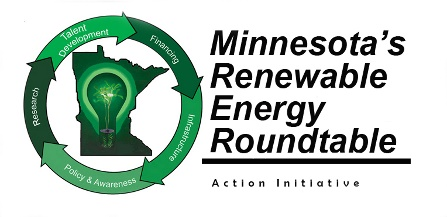 Talent
Development
Financing
Infrastructure
Policy & Awareness
Research
Minnesota's
Renewable
Energy
Roundtable
Action Initiative